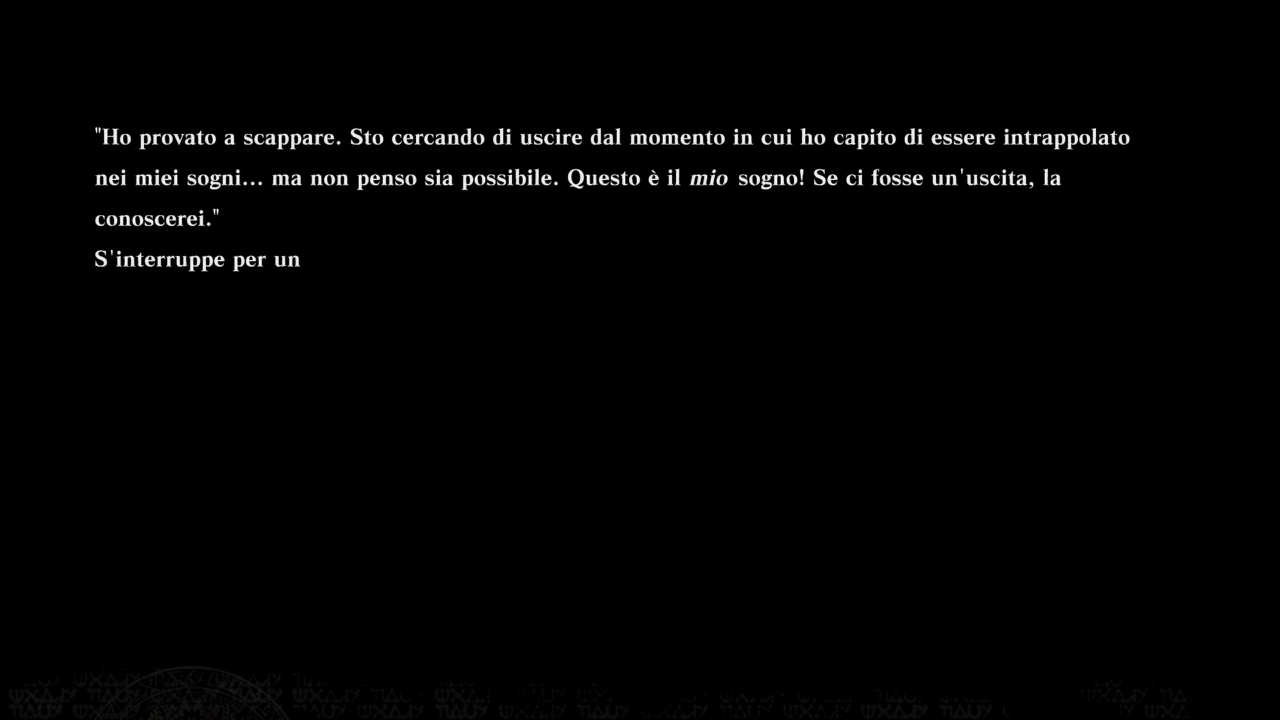 "Ho provato a scappare. Sto cercando di uscire dal momento in cui ho capito di essere intrappolato
nei miei sogni... ma non penso sia possibile. Questo è il mio sogno! Se ci fosse un'uscita, la
conoscerei."
S'interruppe per un